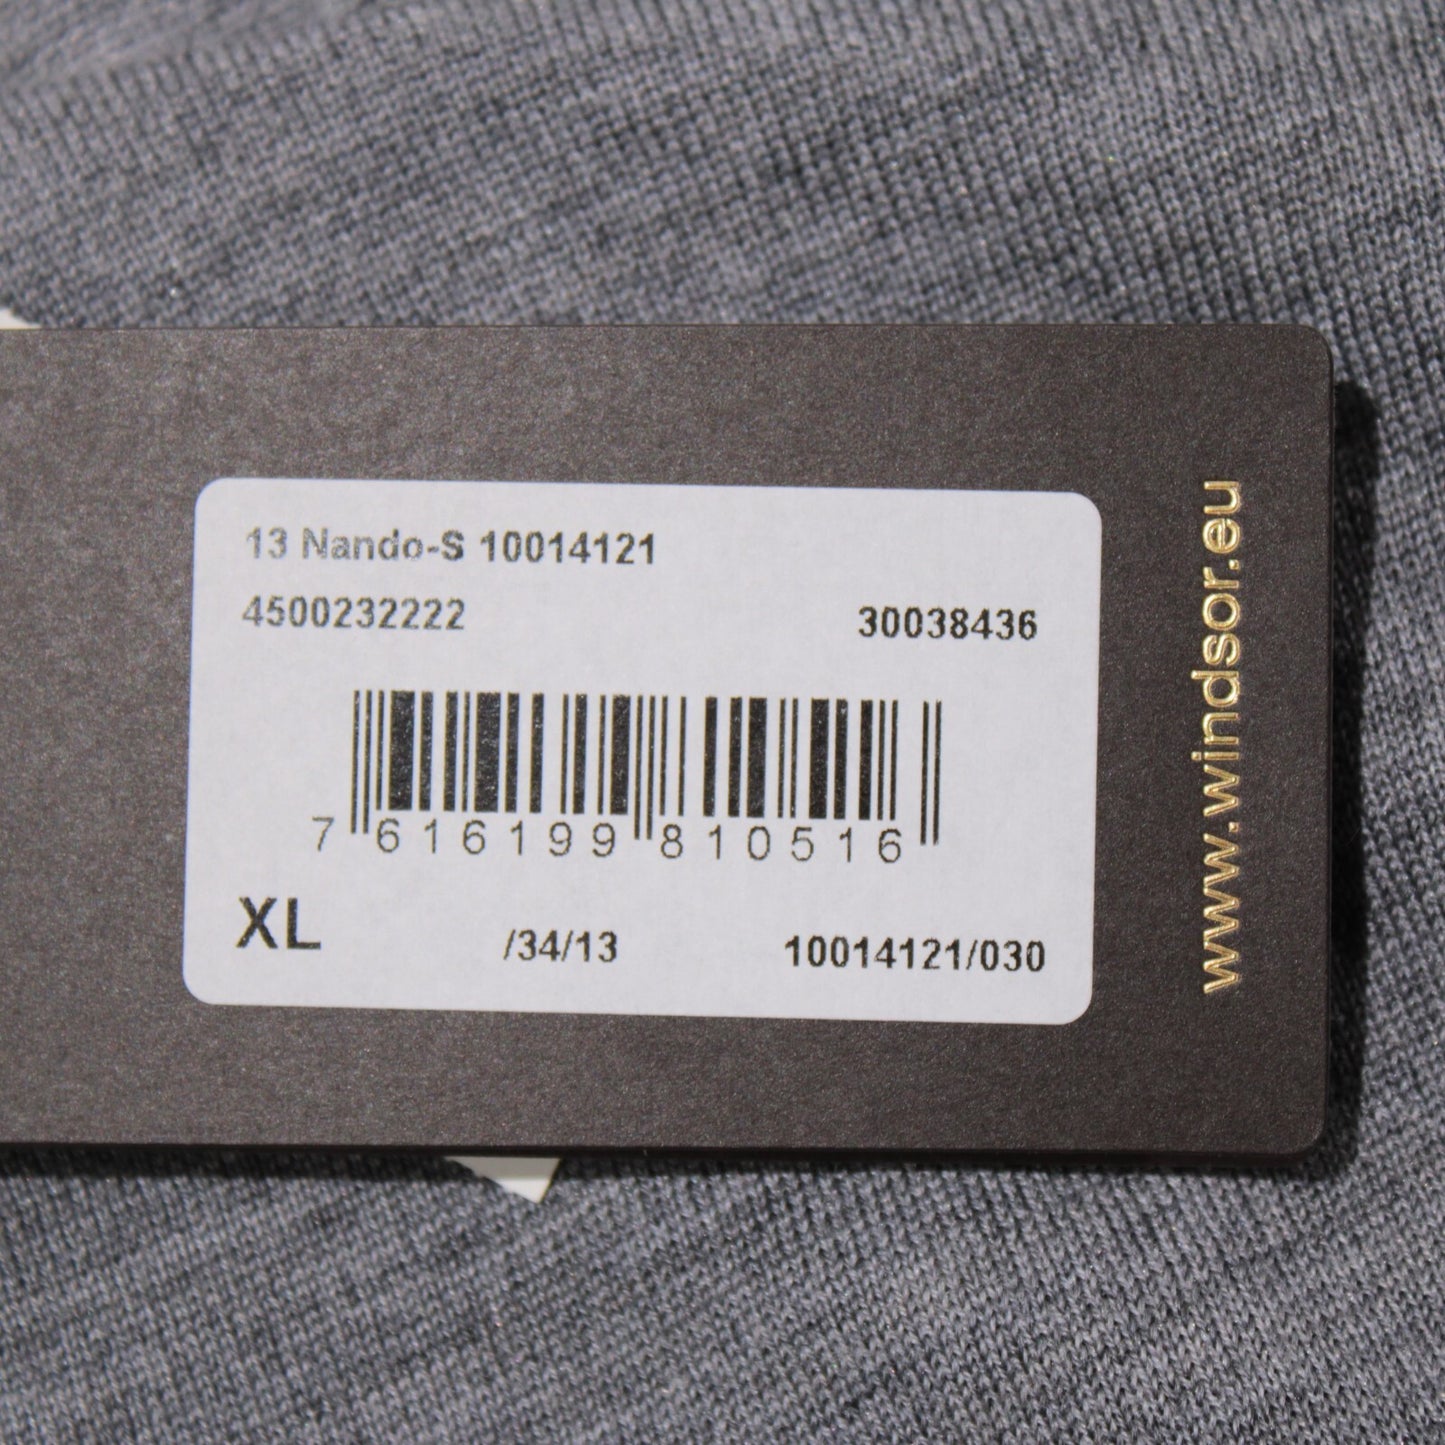 13 Nando-S 10014121
4500232222 30038436
7 616199 810516
XL /34/13 10014121/030
www.windsor.eu